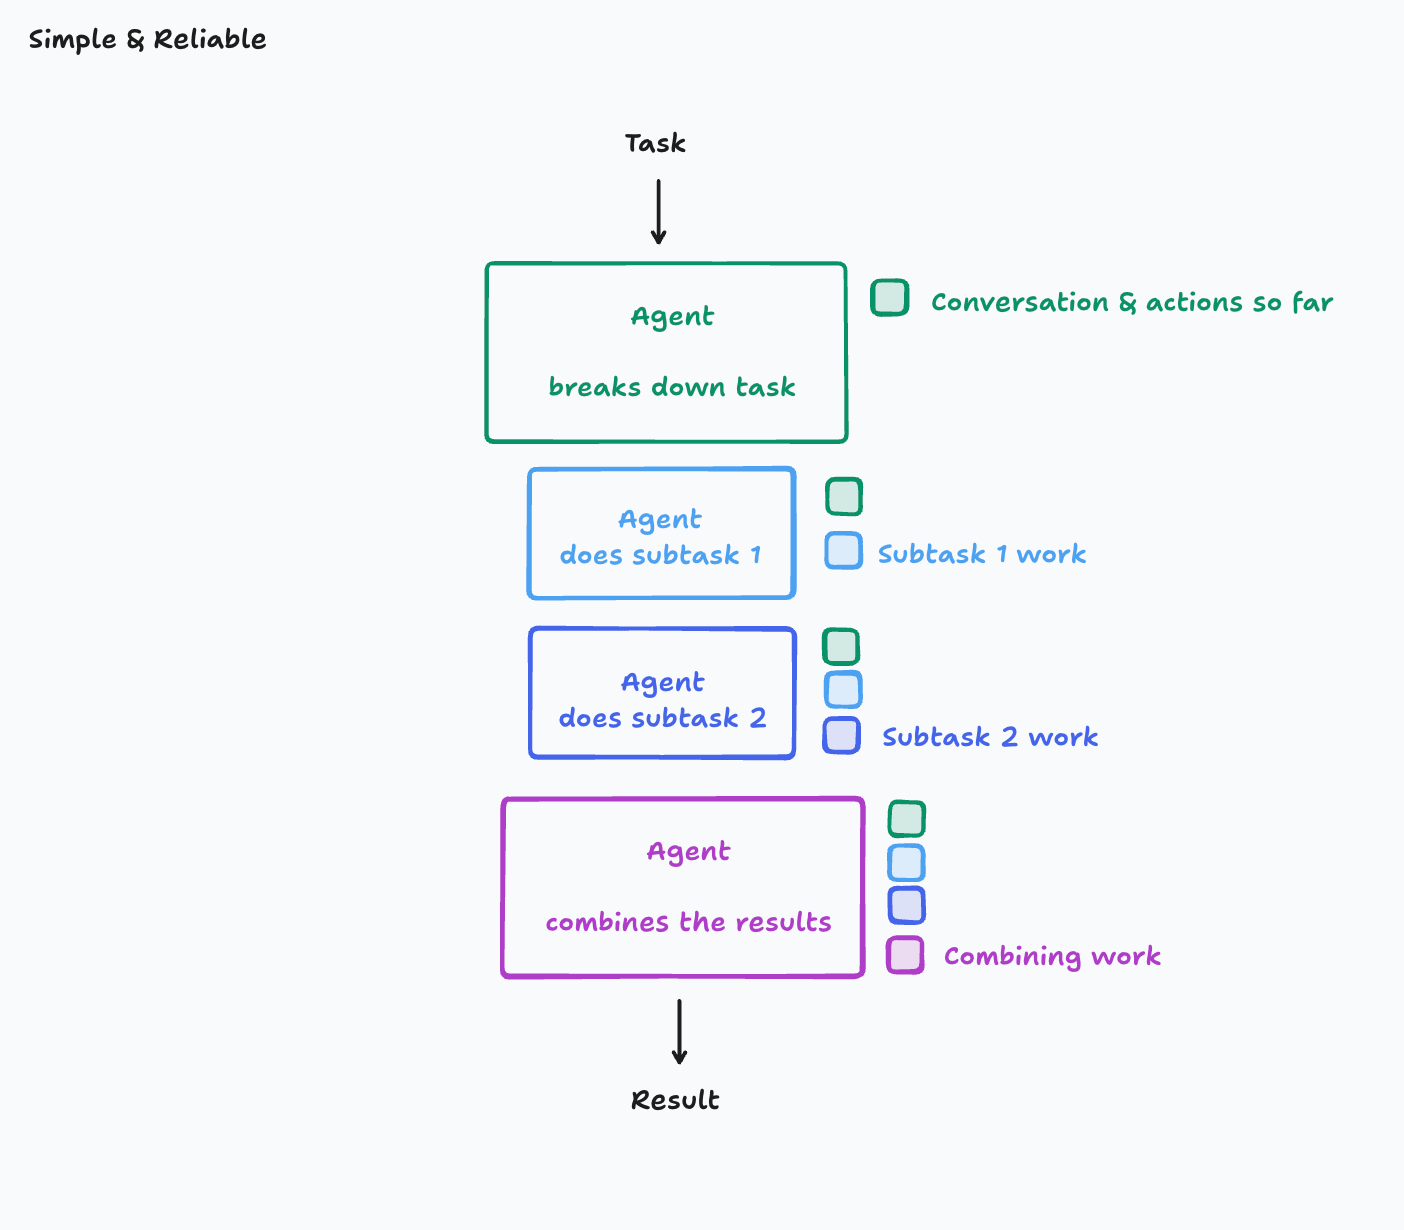 Simple & Reliable
Task
Agent
breaks down task
Conversation & actions so far
Agent
does subtask 1
Subtask 1 work
Agent
does subtask 2
Subtask 2 work
Agent
combines the results
Combining work
Result